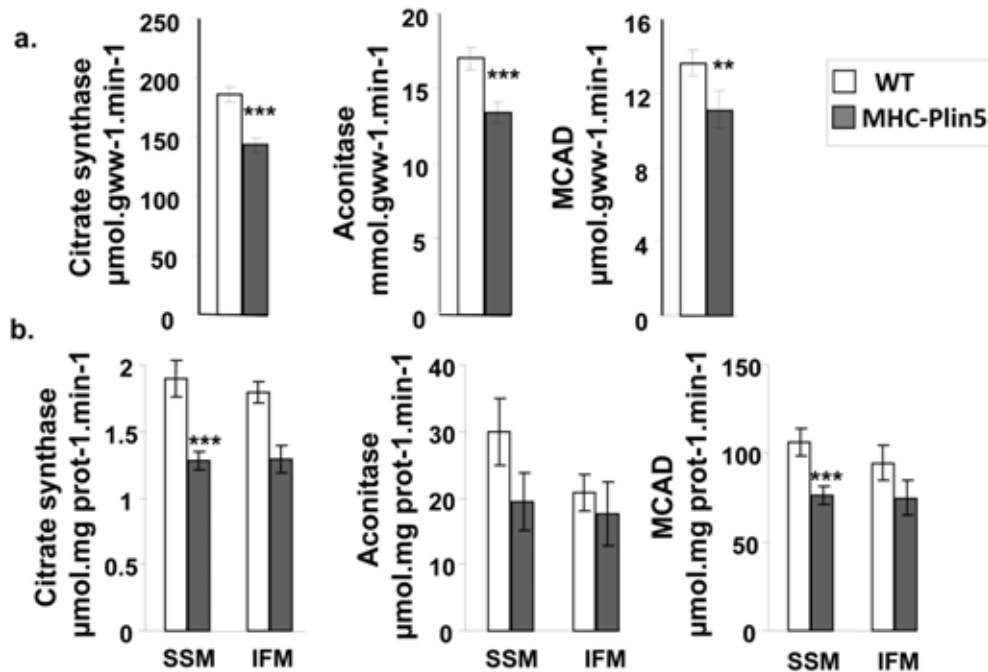 a.
Citrate synthase
µmol.gww-1.min-1
250
200
150
100
50
0
***
Aconitase
mmol.gww-1.min-1
20
15
10
5
0
***
MCAD
µmol.gww-1.min-1
16
12
8
4
0
**
WT
MHC-Plin5
b.
Citrate synthase
µmol.mg prot-1.min-1
2
1.5
1
0.5
0
***
SSM IFM
Aconitase
µmol.mg prot-1.min-1
40
30
20
10
0
SSM IFM
MCAD
µmol.mg prot-1.min-1
150
100
50
0
***
SSM IFM